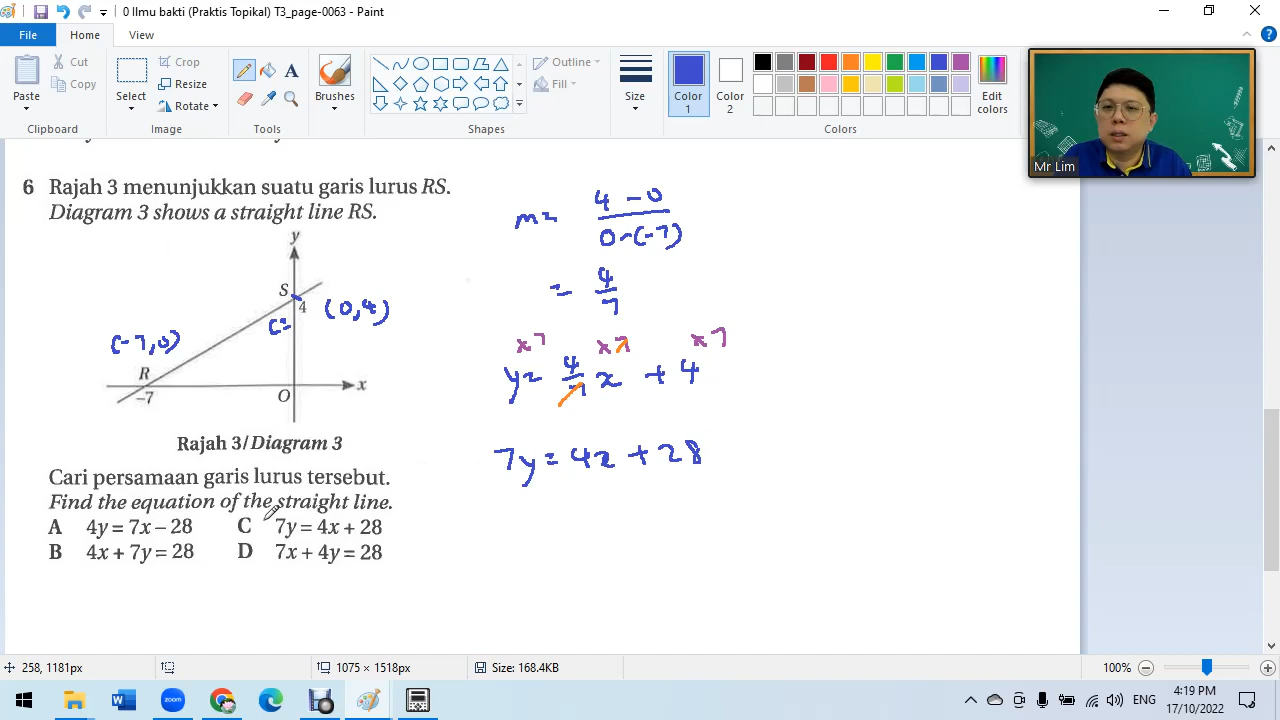 0 Ilmu bakti (Praktis Topikal) T3_page-0063 - Paint
File Home View
Paste
Cut
Copy
Clipboard
Select
Crop
Resize
Rotate
Image
Tools
Brushes
Outline
Fill
Shapes
Size
Color 1
Color 2
Edit colors
Colors
Mr Lim
6 Rajah 3 menunjukkan suatu garis lurus RS.
Diagram 3 shows a straight line RS.
y
S
4
(0,4)
C=
(-7,0)
R
-7
O
x
Rajah 3/Diagram 3
Cari persamaan garis lurus tersebut.
Find the equation of the straight line.
A 4y = 7x – 28 C 7y = 4x + 28
B 4x + 7y = 28 D 7x + 4y = 28
m= 4 - 0
0-(-7)
= 4
7
x7 x7 x7
y= 4/7 x + 4
7y = 4x + 28
258, 1181px
1075 × 1518px
Size: 168.4KB
100%
zoom
ENG
4:19 PM
17/10/2022